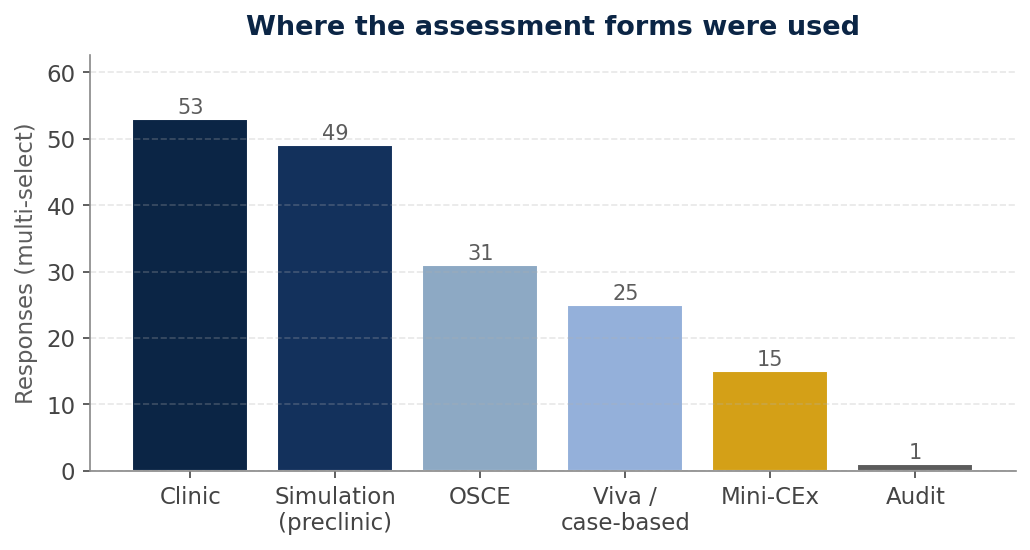 Where the assessment forms were used
Responses (multi-select)
60
50
40
30
20
10
0
53
49
31
25
15
1
Clinic
Simulation
(preclinic)
OSCE
Viva /
case-based
Mini-CEx
Audit